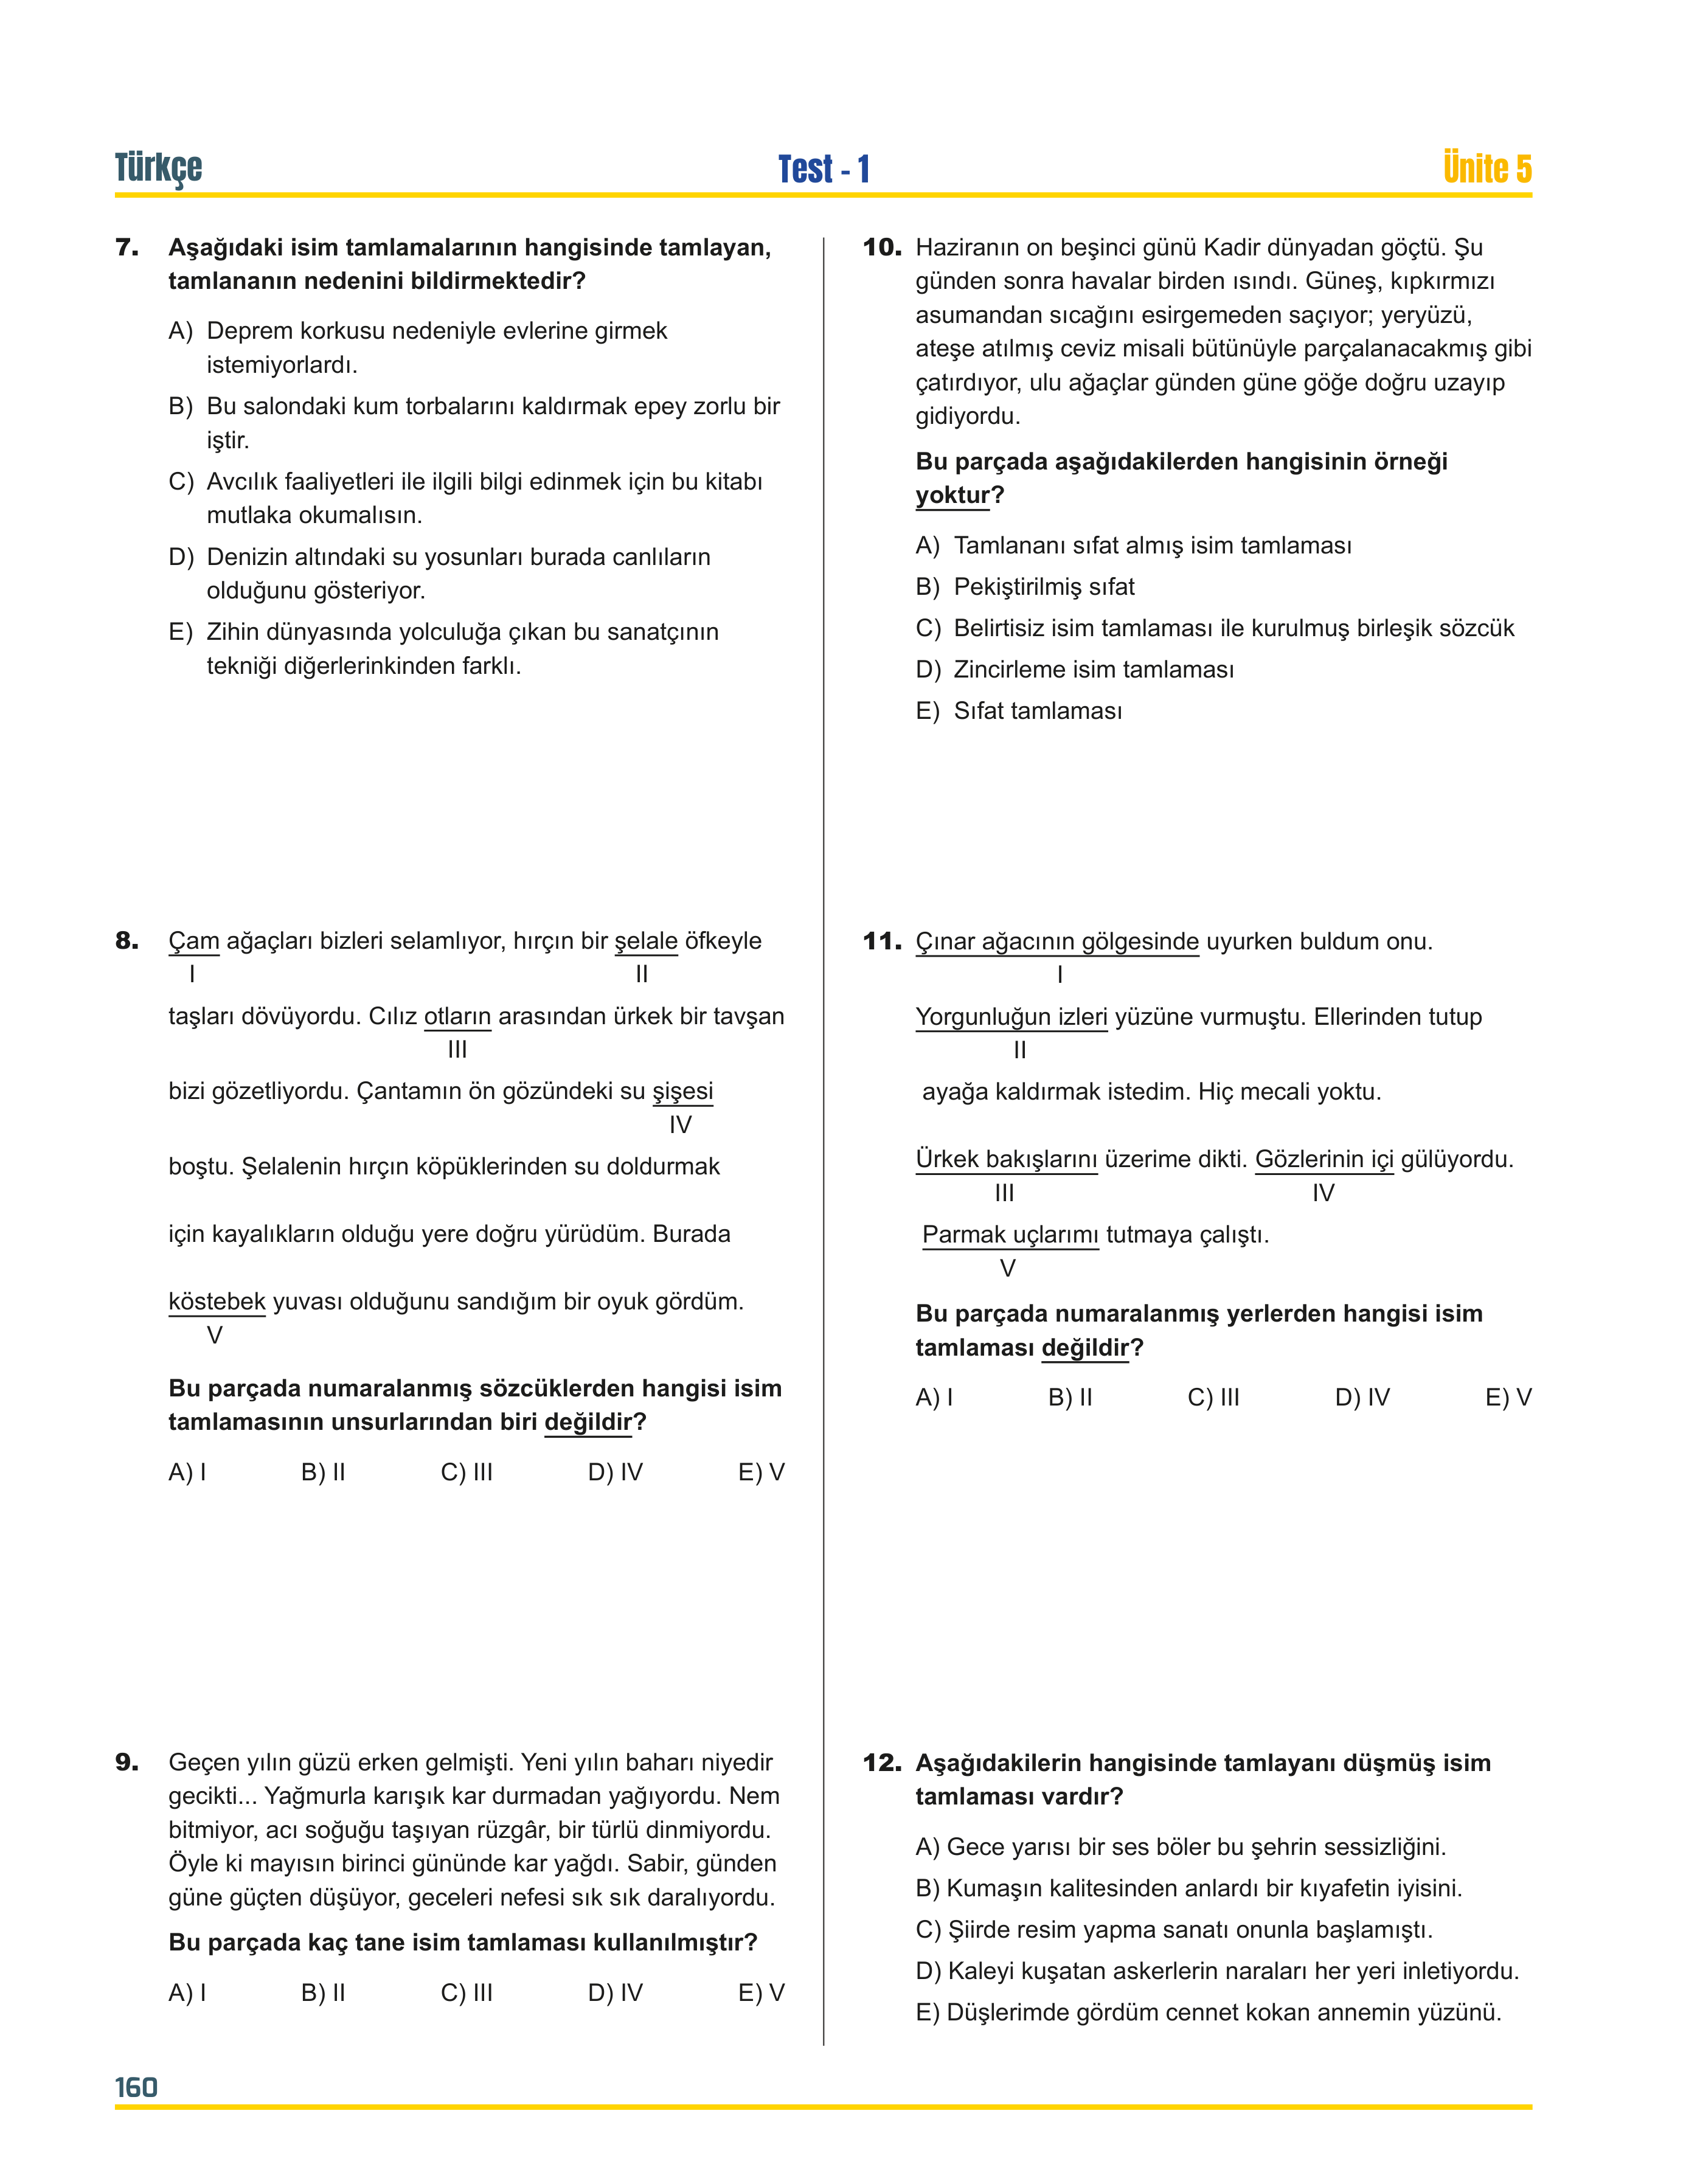 Türkçe
Test - 1
Ünite 5
7. Aşağıdaki isim tamlamalarının hangisinde tamlayan,
tamlananın nedenini bildirmektedir?
A) Deprem korkusu nedeniyle evlerine girmek
istemiyorlardı.
B) Bu salondaki kum torbalarını kaldırmak epey zorlu bir
iştir.
C) Avcılık faaliyetleri ile ilgili bilgi edinmek için bu kitabı
mutlaka okumalısın.
D) Denizin altındaki su yosunları burada canlıların
olduğunu gösteriyor.
E) Zihin dünyasında yolculuğa çıkan bu sanatçının
tekniği diğerlerinkinden farklı.
8. Çam ağaçları bizleri selamlıyor, hırçın bir şelale öfkeyle
I II
taşları dövüyordu. Cılız otların arasından ürkek bir tavşan
III
bizi gözetliyordu. Çantamın ön gözündeki su şişesi
IV
boştu. Şelalenin hırçın köpüklerinden su doldurmak
için kayalıkların olduğu yere doğru yürüdüm. Burada
köstebek yuvası olduğunu sandığım bir oyuk gördüm.
V
Bu parçada numaralanmış sözcüklerden hangisi isim
tamlamasının unsurlarından biri değildir?
A) I B) II C) III D) IV E) V
9. Geçen yılın güzü erken gelmişti. Yeni yılın baharı niyedir
gecikti... Yağmurla karışık kar durmadan yağıyordu. Nem
bitmiyor, acı soğuğu taşıyan rüzgâr, bir türlü dinmiyordu.
Öyle ki mayısın birinci gününde kar yağdı. Sabir, günden
güne güçten düşüyor, geceleri nefesi sık sık daralıyordu.
Bu parçada kaç tane isim tamlaması kullanılmıştır?
A) I B) II C) III D) IV E) V
10. Haziranın on beşinci günü Kadir dünyadan göçtü. Şu
günden sonra havalar birden ısındı. Güneş, kıpkırmızı
asumandan sıcağını esirgemeden saçıyor; yeryüzü,
ateşe atılmış ceviz misali bütünüyle parçalanacakmış gibi
çatırdıyor, ulu ağaçlar günden güne göğe doğru uzayıp
gidiyordu.
Bu parçada aşağıdakilerden hangisinin örneği
yoktur?
A) Tamlananı sıfat almış isim tamlaması
B) Pekiştirilmiş sıfat
C) Belirtisiz isim tamlaması ile kurulmuş birleşik sözcük
D) Zincirleme isim tamlaması
E) Sıfat tamlaması
11. Çınar ağacının gölgesinde uyurken buldum onu.
I
Yorgunluğun izleri yüzüne vurmuştu. Ellerinden tutup
II
ayağa kaldırmak istedim. Hiç mecali yoktu.
Ürkek bakışlarını üzerime dikti. Gözlerinin içi gülüyordu.
III IV
Parmak uçlarımı tutmaya çalıştı.
V
Bu parçada numaralanmış yerlerden hangisi isim
tamlaması değildir?
A) I B) II C) III D) IV E) V
12. Aşağıdakilerin hangisinde tamlayanı düşmüş isim
tamlaması vardır?
A) Gece yarısı bir ses böler bu şehrin sessizliğini.
B) Kumaşın kalitesinden anlardı bir kıyafetin iyisini.
C) Şiirde resim yapma sanatı onunla başlamıştı.
D) Kaleyi kuşatan askerlerin naraları her yeri inletiyordu.
E) Düşlerimde gördüm cennet kokan annemin yüzünü.
160